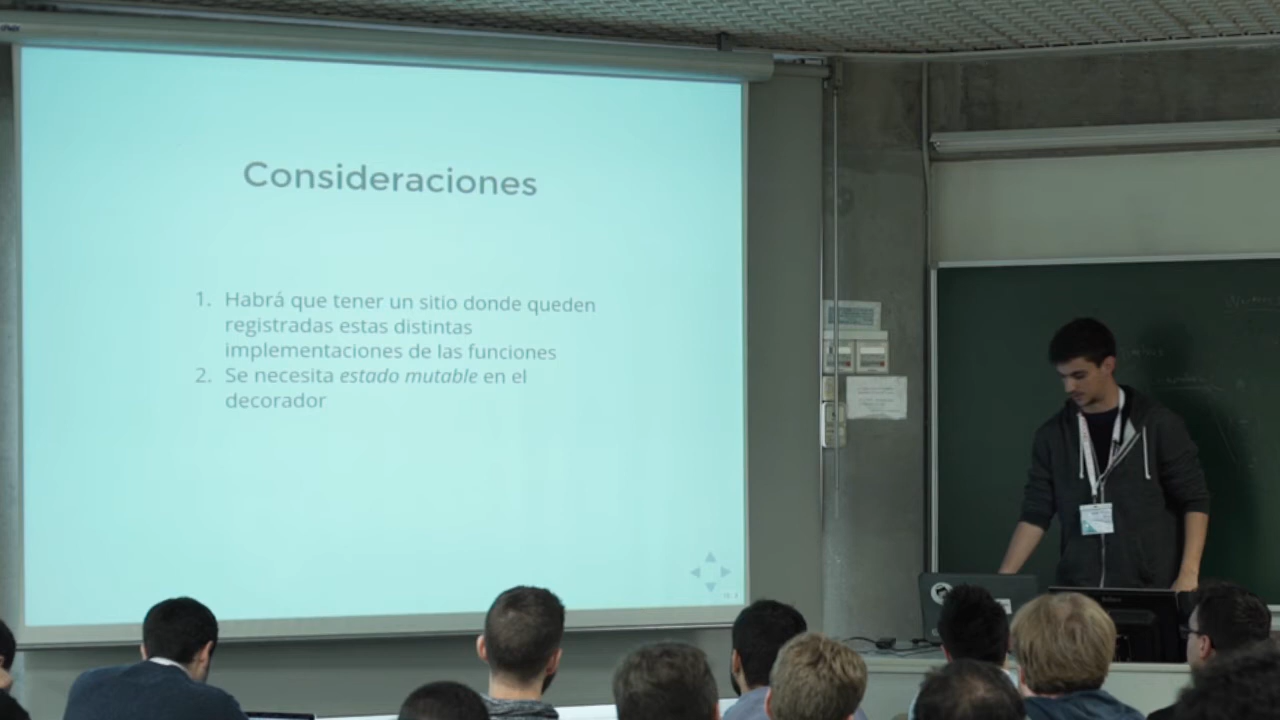 Consideraciones
1. Habrá que tener un sitio donde queden
registradas estas distintas
implementaciones de las funciones
2. Se necesita estado mutable en el
decorador